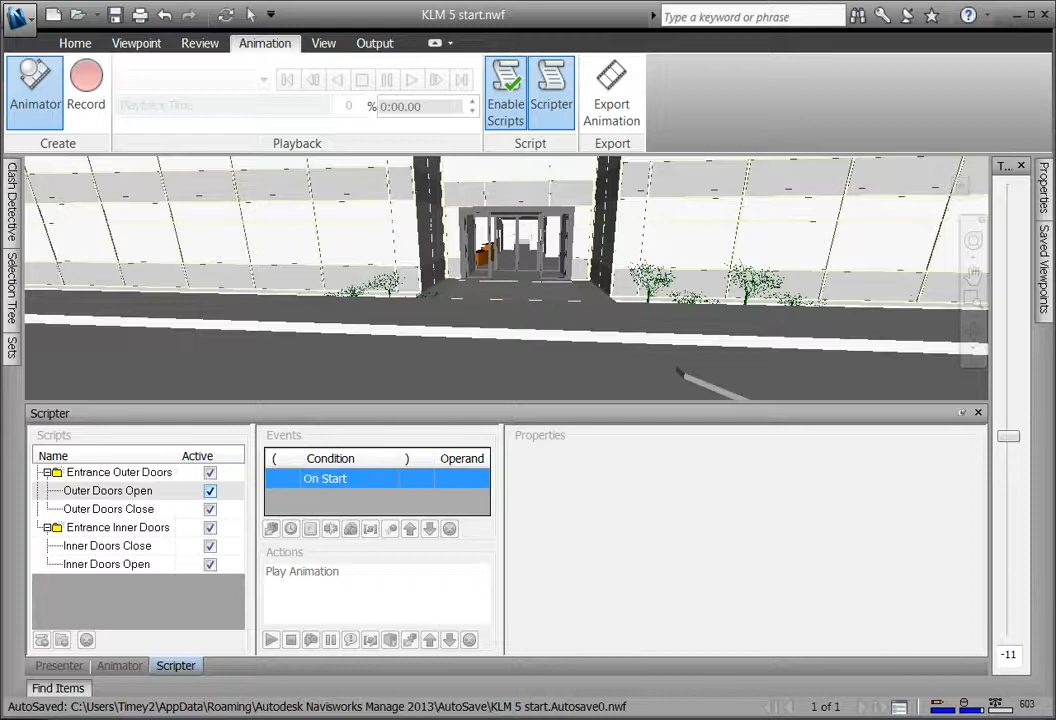 KLM 5 start.nwf
Type a keyword or phrase
Home Viewpoint Review Animation View Output
Animator
Record
Playback Time
0 % 0:00.00
Enable Scripts
Scripter
Export Animation
Create
Playback
Script
Export
T...
Clash Detective
Selection Tree
Sets
Properties
Saved Viewpoints
Scripter
Scripts
Name Active
Entrance Outer Doors
Outer Doors Open
Outer Doors Close
Entrance Inner Doors
Inner Doors Close
Inner Doors Open
Events
( Condition ) Operand
On Start
Actions
Play Animation
Properties
-11
Presenter Animator Scripter
Find Items
AutoSaved: C:\Users\Timey2\AppData\Roaming\Autodesk Navisworks Manage 2013\AutoSave\KLM 5 start.Autosave0.nwf
1 of 1
603